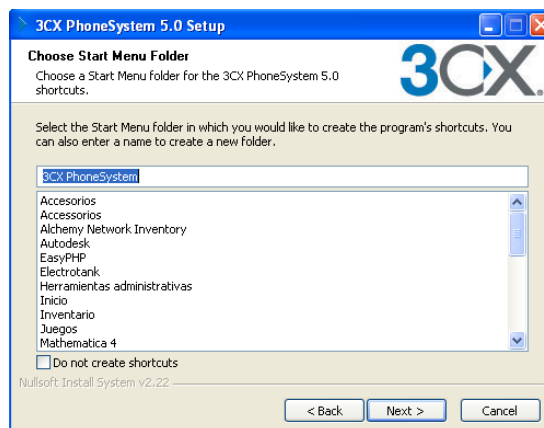 3CX PhoneSystem 5.0 Setup
Choose Start Menu Folder
Choose a Start Menu folder for the 3CX PhoneSystem 5.0
shortcuts.
3CX.
Select the Start Menu folder in which you would like to create the program's shortcuts. You
can also enter a name to create a new folder.
3CX PhoneSystem
Accesorios
Accessorios
Alchemy Network Inventory
Autodesk
EasyPHP
Electrotank
Herramientas administrativas
Inicio
Inventario
Juegos
Mathematica 4
Do not create shortcuts
Nullsoft Install System v2.22
< Back Next > Cancel